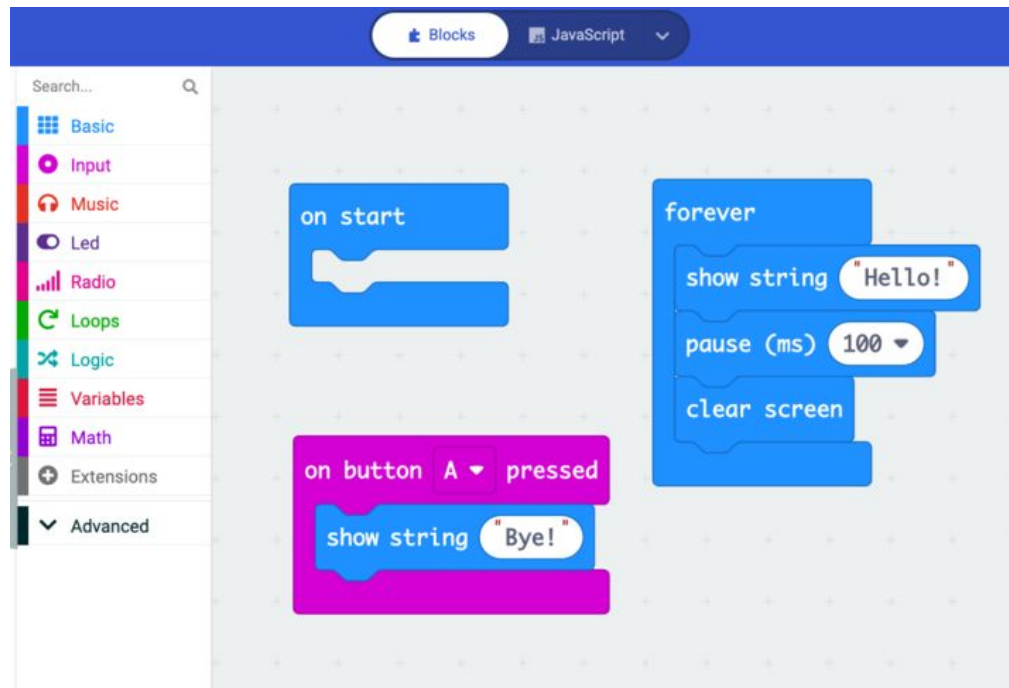 Blocks
JavaScript
Search...
Basic
Input
Music
Led
Radio
Loops
Logic
Variables
Math
Extensions
Advanced
on start
forever
show string "Hello!"
pause (ms) 100
clear screen
on button A pressed
show string "Bye!"